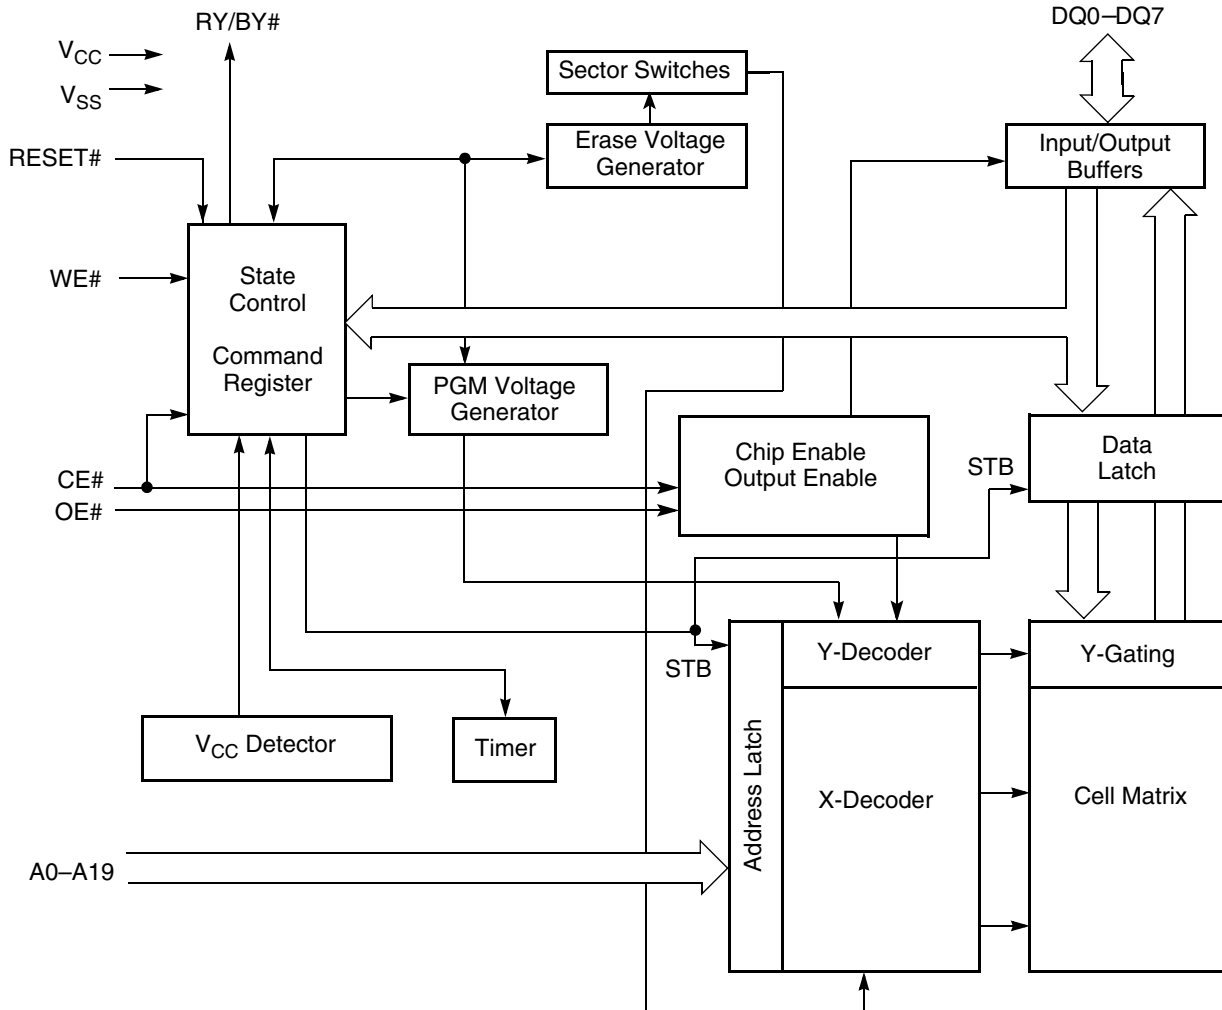 RY/BY#
DQ0–DQ7
VCC
VSS
RESET#
WE#
CE#
OE#
A0–A19
Sector Switches
Erase Voltage
Generator
Input/Output
Buffers
State
Control
Command
Register
PGM Voltage
Generator
Chip Enable
Output Enable
STB
Data
Latch
STB
Y-Decoder
Y-Gating
VCC Detector
Timer
Address Latch
X-Decoder
Cell Matrix